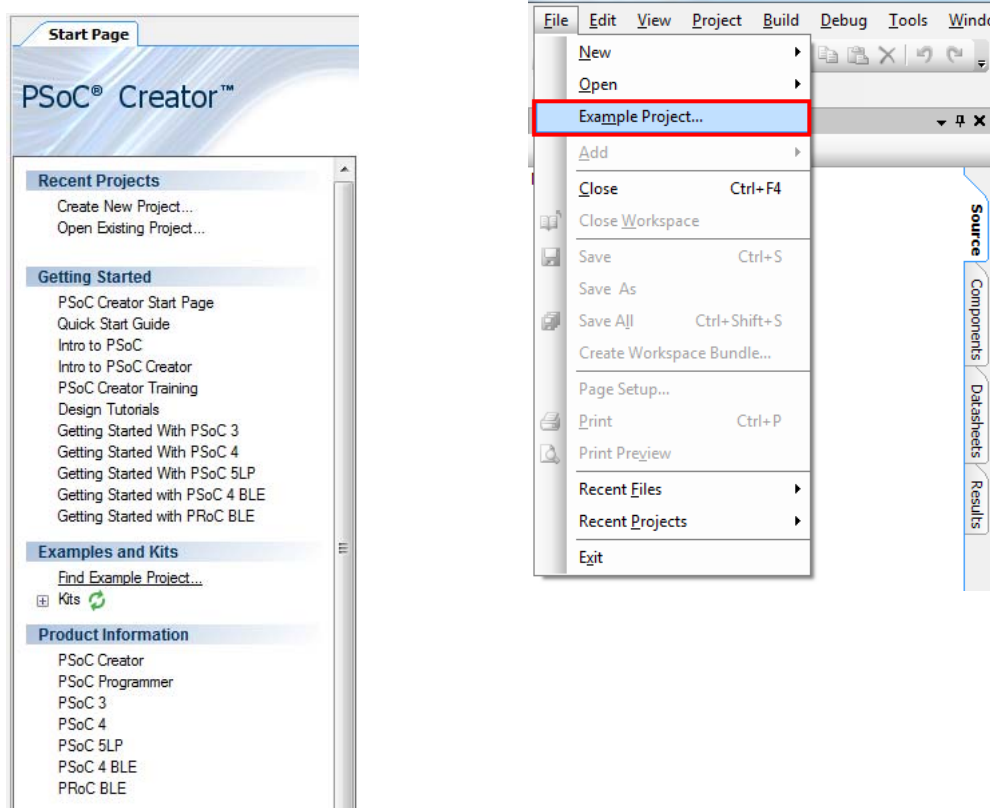 Start Page
PSoC® Creator™
Recent Projects
Create New Project...
Open Existing Project...
Getting Started
PSoC Creator Start Page
Quick Start Guide
Intro to PSoC
Intro to PSoC Creator
PSoC Creator Training
Design Tutorials
Getting Started With PSoC 3
Getting Started With PSoC 4
Getting Started With PSoC 5LP
Getting Started with PSoC 4 BLE
Getting Started with PRoC BLE
Examples and Kits
Find Example Project...
Kits
Product Information
PSoC Creator
PSoC Programmer
PSoC 3
PSoC 4
PSoC 5LP
PSoC 4 BLE
PRoC BLE
File Edit View Project Build Debug Tools Windo
New
Open
Example Project...
Add
Close Ctrl+F4
Close Workspace
Save Ctrl+S
Save As
Save All Ctrl+Shift+S
Create Workspace Bundle...
Page Setup...
Print Ctrl+P
Print Preview
Recent Files
Recent Projects
Exit
Source
Components
Datasheets
Results